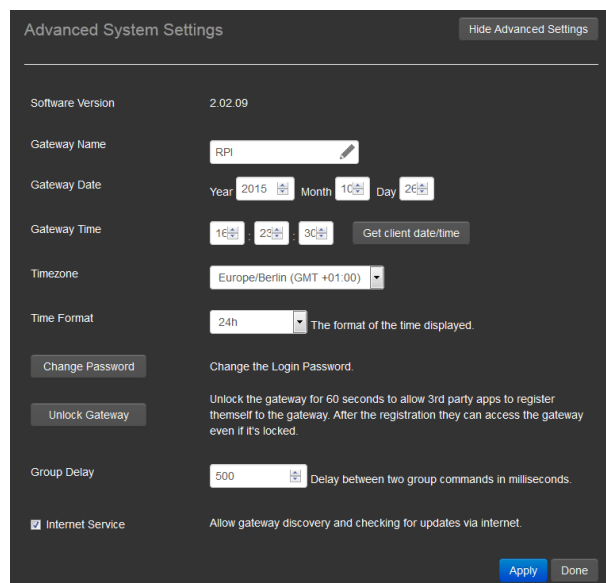 Advanced System Settings
Hide Advanced Settings
Software Version 2.02.09
Gateway Name RPI
Gateway Date Year 2015 Month 10 Day 26
Gateway Time 16 : 23 : 30 Get client date/time
Timezone Europe/Berlin (GMT +01:00)
Time Format 24h The format of the time displayed.
Change Password Change the Login Password.
Unlock Gateway
Unlock the gateway for 60 seconds to allow 3rd party apps to register
themself to the gateway. After the registration they can access the gateway
even if it's locked.
Group Delay 500 Delay between two group commands in milliseconds.
Internet Service Allow gateway discovery and checking for updates via internet.
Apply Done